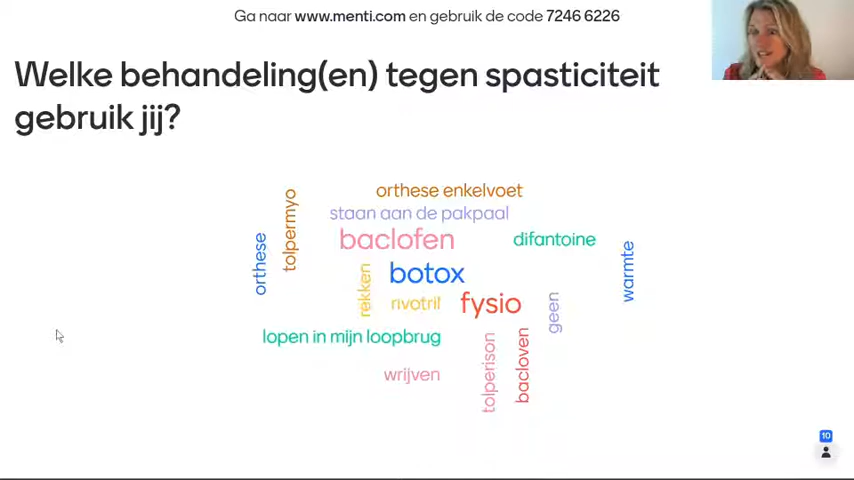 Ga naar www.menti.com en gebruik de code 7246 6226
Welke behandeling(en) tegen spasticiteit
gebruik jij?
orthese enkelvoet
staan aan de pakpaal
tolpermyo
orthese
baclofen
difantoine
warmte
botox
rekken
rivotril
fysio
geen
lopen in mijn loopbrug
wrijven
tolperison
bacloven
10